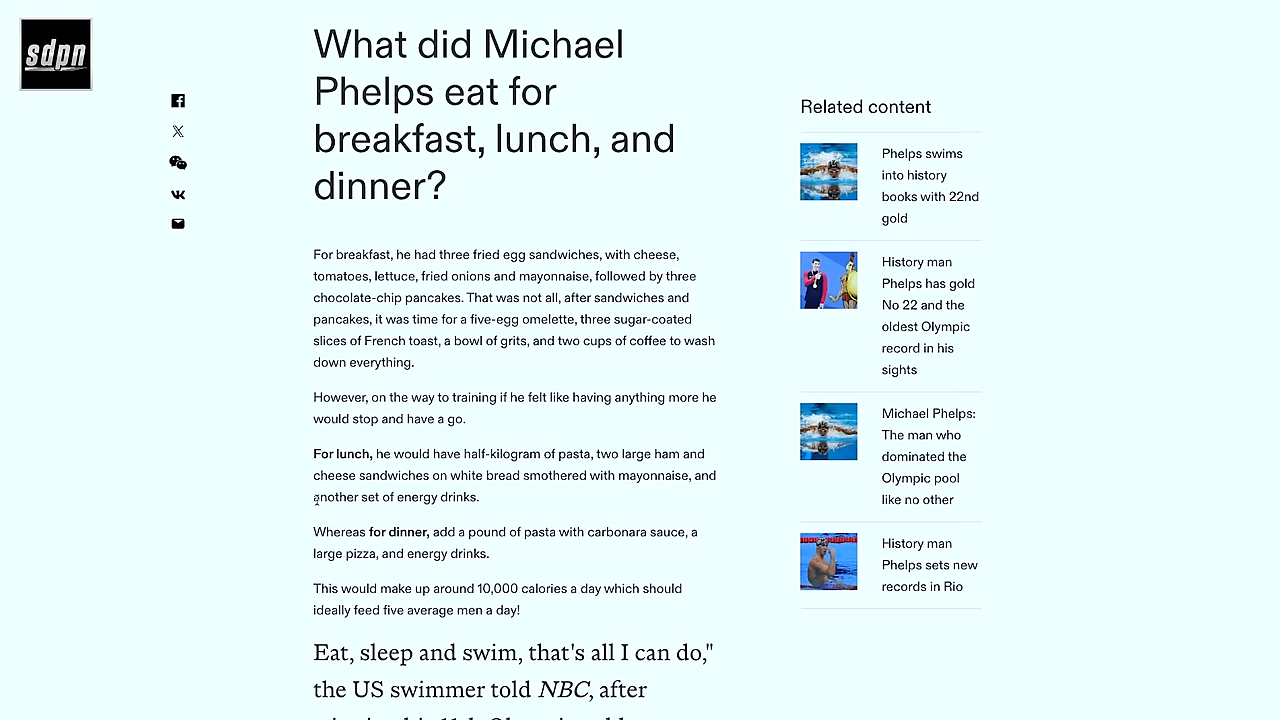 sdpn
What did Michael
Phelps eat for
breakfast, lunch, and
dinner?
For breakfast, he had three fried egg sandwiches, with cheese,
tomatoes, lettuce, fried onions and mayonnaise, followed by three
chocolate-chip pancakes. That was not all, after sandwiches and
pancakes, it was time for a five-egg omelette, three sugar-coated
slices of French toast, a bowl of grits, and two cups of coffee to wash
down everything.
However, on the way to training if he felt like having anything more he
would stop and have a go.
For lunch, he would have half-kilogram of pasta, two large ham and
cheese sandwiches on white bread smothered with mayonnaise, and
another set of energy drinks.
Whereas for dinner, add a pound of pasta with carbonara sauce, a
large pizza, and energy drinks.
This would make up around 10,000 calories a day which should
ideally feed five average men a day!
Eat, sleep and swim, that's all I can do,"
the US swimmer told NBC, after
Related content
Phelps swims
into history
books with 22nd
gold
History man
Phelps has gold
No 22 and the
oldest Olympic
record in his
sights
Michael Phelps:
The man who
dominated the
Olympic pool
like no other
History man
Phelps sets new
records in Rio